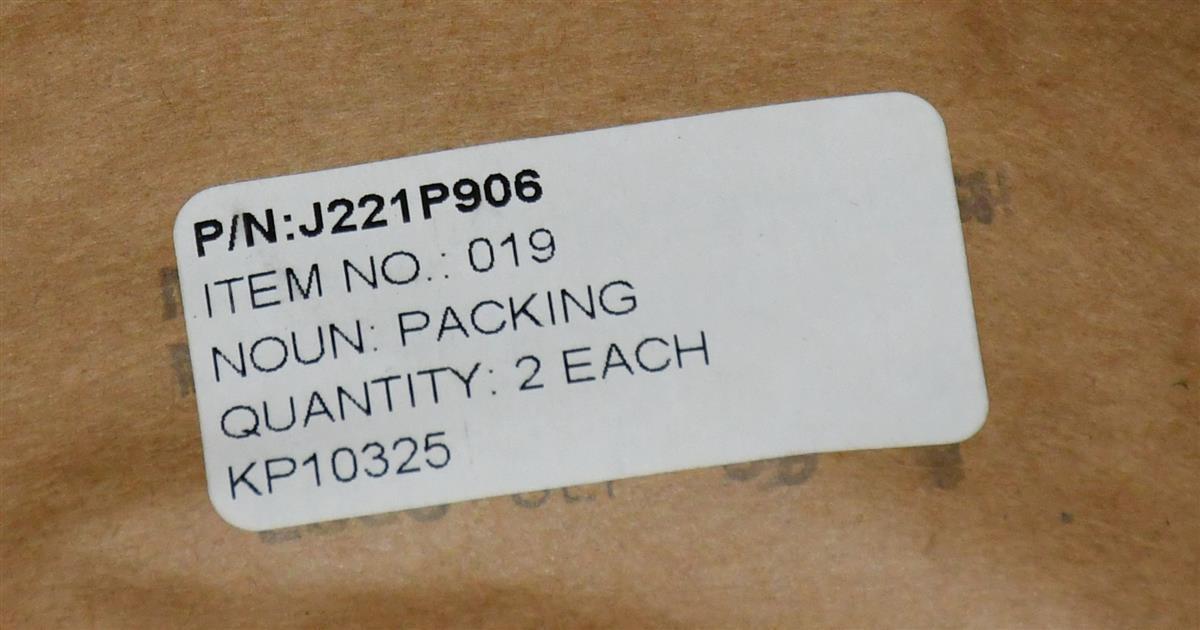 P/N:J221P906
ITEM NO.: 019
NOUN: PACKING
QUANTITY: 2 EACH
KP10325